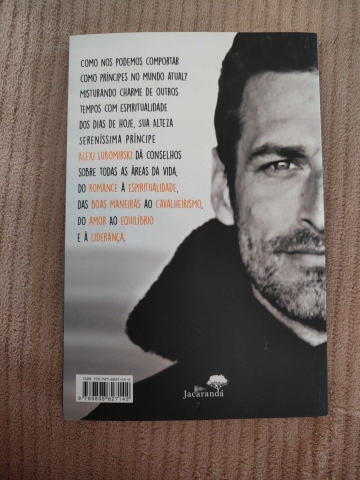 COMO NOS PODEMOS COMPORTAR
COMO PRÍNCIPES NO MUNDO ATUAL?
MISTURANDO CHARME DE OUTROS
TEMPOS COM ESPIRITUALIDADE
DOS DIAS DE HOJE, SUA ALTEZA
SERENÍSSIMA PRÍNCIPE
ALEXI LUBOMIRSKI DÁ CONSELHOS
SOBRE TODAS AS ÁREAS DA VIDA,
DO ROMANCE À ESPIRITUALIDADE,
DAS BOAS MANEIRAS AO CAVALHEIRISMO,
DO AMOR AO EQUILÍBRIO
E À LIDERANÇA.
Jacarandá